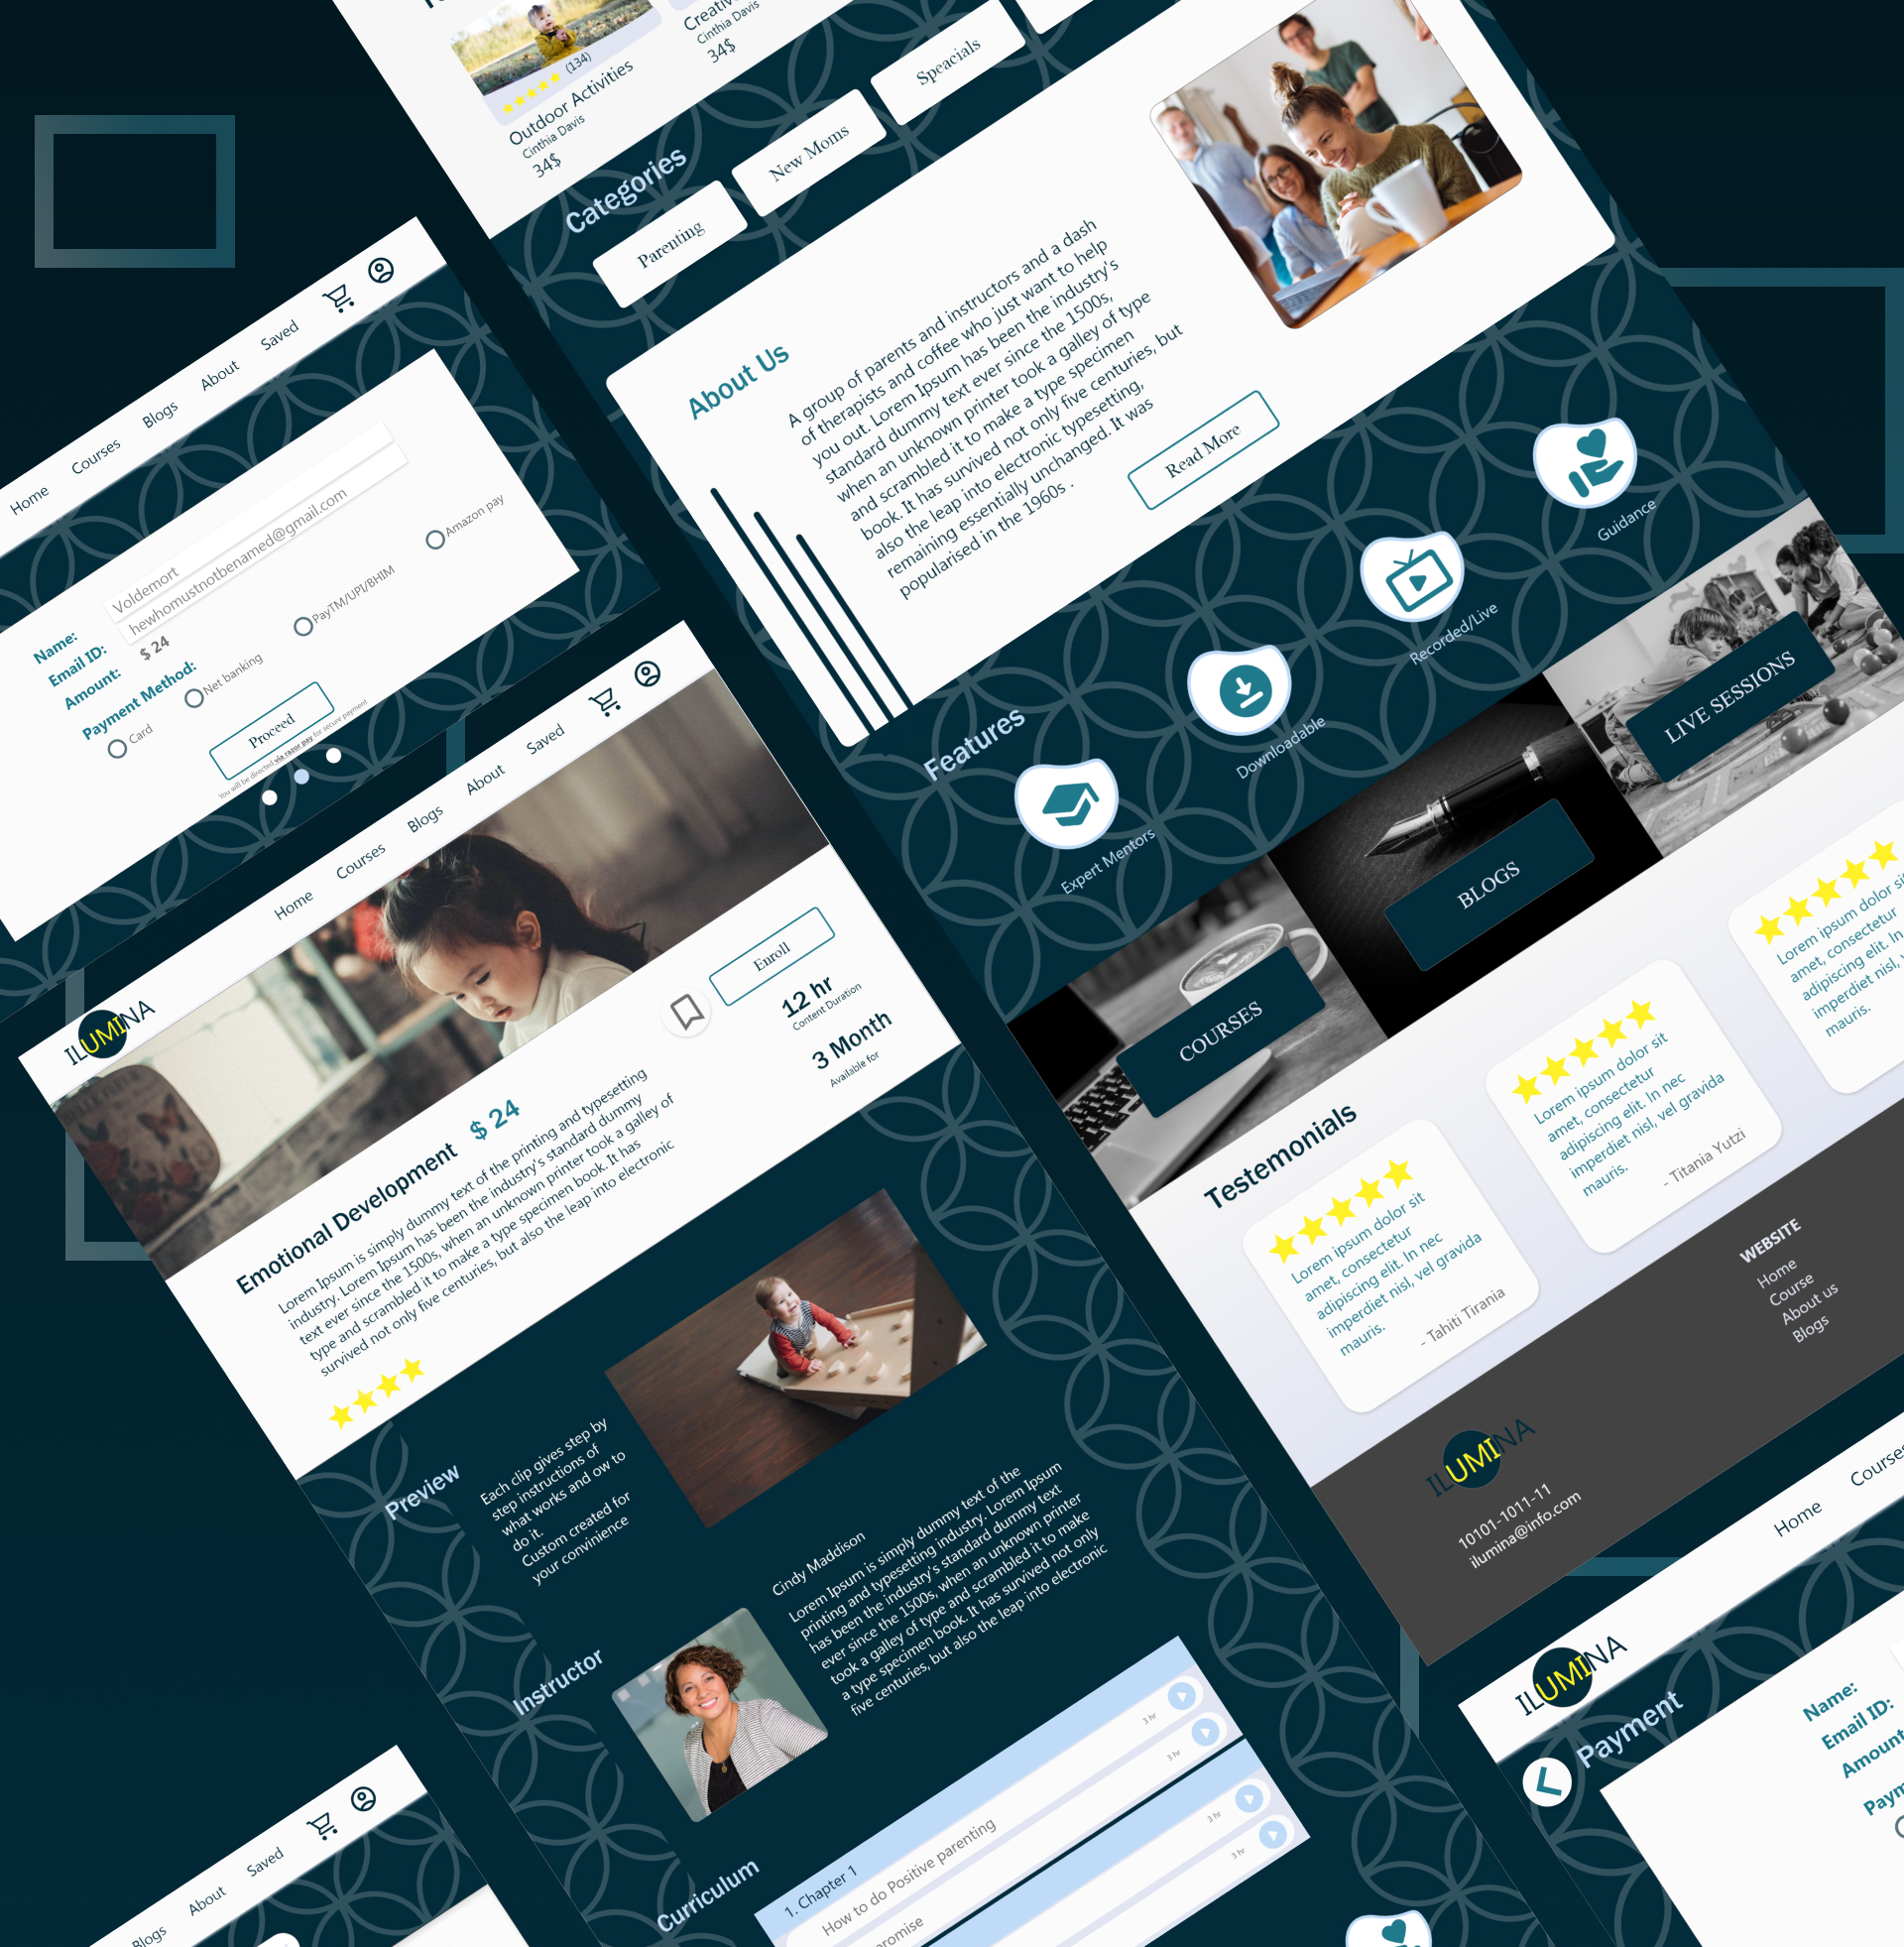 Creativ
Cinthia Davis
34$
(134)
Outdoor Activities
Cinthia Davis
34$
Categories
Parenting
New Moms
Speacials
About Us
A group of parents and instructors and a dash
of therapists and coffee who just want to help
you out. Lorem Ipsum has been the industry's
standard dummy text ever since the 1500s,
when an unknown printer took a galley of type
and scrambled it to make a type specimen
book. It has survived not only five centuries, but
also the leap into electronic typesetting,
remaining essentially unchanged. It was
popularised in the 1960s .
Read More
Features
Expert Mentors
Downloadable
Recorded/Live
Guidance
COURSES
BLOGS
LIVE SESSIONS
Testemonials
Lorem ipsum dolor sit
amet, consectetur
adipiscing elit. In nec
imperdiet nisl, vel gravida
mauris.
- Tahiti Tirania
Lorem ipsum dolor sit
amet, consectetur
adipiscing elit. In nec
imperdiet nisl, vel gravida
mauris.
- Titania Yutzi
Lorem ipsum dolor si
amet, consectetur
adipiscing elit. In
imperdiet nisl, v
mauris.
ILUMINA
10101-1011-11
ilumina@info.com
WEBSITE
Home
Course
About us
Blogs
Home
Courses
Blogs
About
Saved
Name:
Voldemort
Email ID:
hewhomustnotbenamed@gmail.com
Amount:
$ 24
Payment Method:
Card
Net banking
PayTM/UPI/BHIM
Amazon pay
Proceed
You will be directed via razor pay for secure payment
ILUMINA
Home
Courses
Blogs
About
Saved
Emotional Development
$ 24
Enroll
12 hr
Content Duration
3 Month
Available for
Lorem Ipsum is simply dummy text of the printing and typesetting
industry. Lorem Ipsum has been the industry's standard dummy
text ever since the 1500s, when an unknown printer took a galley of
type and scrambled it to make a type specimen book. It has
survived not only five centuries, but also the leap into electronic
Preview
Each clip gives step by
step instructions of
what works and ow to
do it.
Custom created for
your convinience
Instructor
Cindy Maddison
Lorem Ipsum is simply dummy text of the
printing and typesetting industry. Lorem Ipsum
has been the industry's standard dummy text
ever since the 1500s, when an unknown printer
took a galley of type and scrambled it to make
a type specimen book. It has survived not only
five centuries, but also the leap into electronic
Curriculum
1. Chapter 1
How to do Positive parenting
3 hr
promise
3 hr
3 hr
3 hr
Blogs
About
Saved
Home
Courses
ILUMINA
Payment
Name:
Email ID:
Amount
Paym